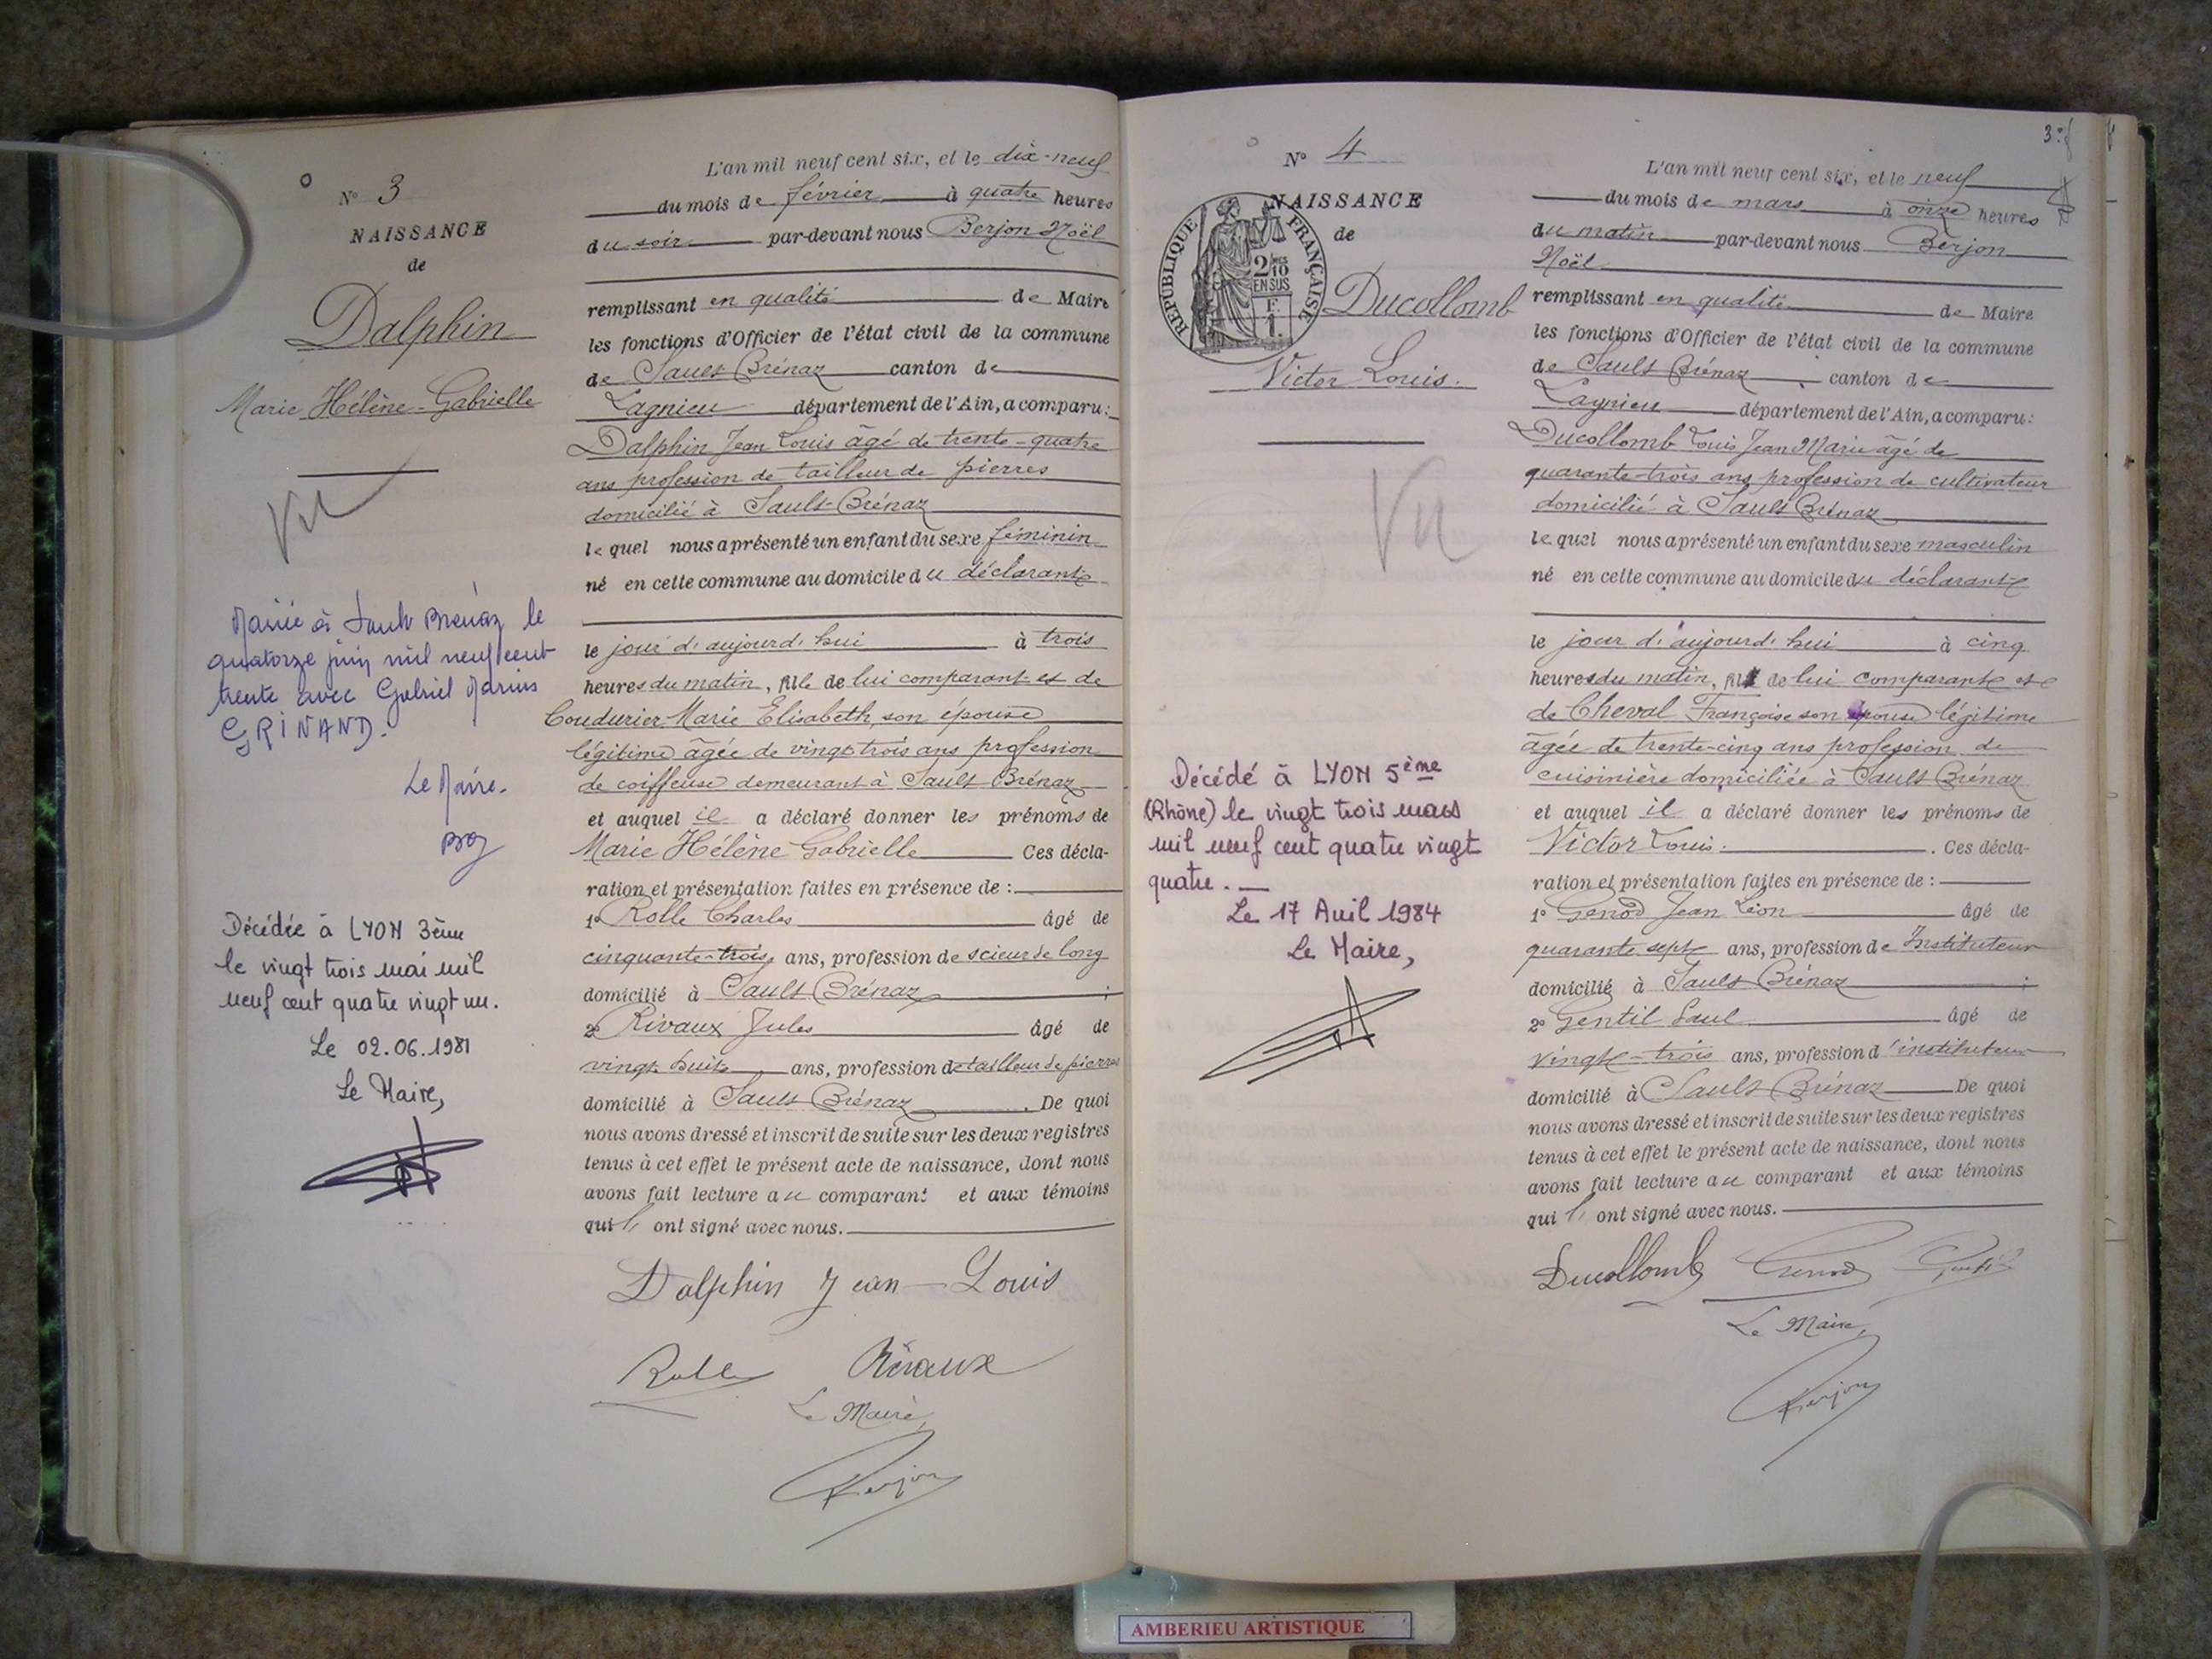 N° 3
NAISSANCE
de
Dalphin
Marie Hélène-Gabrielle
Vu
Mariée à Sault Brénaz le
quatorze juin mil neuf cent
trente avec Gabriel Marius
GRINAND.
Le Maire.
Décédée à LYON 3ème
le vingt trois mai mil
neuf cent quatre vingt un.
Le 02.06.1981
Le Maire,
L'an mil neuf cent six, et le dix-neuf
du mois de février à quatre heures
du soir par-devant nous Berjon Noël
remplissant en qualité de Maire
les fonctions d'Officier de l'état civil de la commune
de Sault Brénaz canton de
Lagnieu département de l'Ain, a comparu:
Dalphin Jean Louis âgé de trente-quatre
ans profession de tailleur de pierres
domicilié à Sault-Brénaz
lequel nous a présenté un enfant du sexe féminin
né en cette commune au domicile du déclarant
le jour d'aujourd'hui à trois
heures du matin, fille de lui comparant et de
Coudurier Marie Elisabeth, son épouse
légitime âgée de vingt trois ans profession
de coiffeuse demeurant à Sault Brénaz
et auquel il a déclaré donner les prénoms de
Marie Hélène Gabrielle Ces décla-
ration et présentation faites en présence de :
1° Rolle Charles âgé de
cinquante-trois ans, profession de scieur de long
domicilié à Sault Brénaz ;
2° Rivaux Jules âgé de
vingt huit ans, profession de tailleur de pierres
domicilié à Sault Brénaz . De quoi
nous avons dressé et inscrit de suite sur les deux registres
tenus à cet effet le présent acte de naissance, dont nous
avons fait lecture au comparant et aux témoins
qui ont signé avec nous.
Dalphin Jean-Louis
Rolle Rivaux
Le Maire,
Berjon
N° 4
NAISSANCE
de
REPUBLIQUE FRANÇAISE
2/10
EN SUS
F.
1.
Ducollomb
Victor Louis.
Vu
Décédé à LYON 5ème
(Rhône) le vingt trois mars
mil neuf cent quatre vingt
quatre.
Le 17 Avril 1984
Le Maire,
L'an mil neuf cent six, et le neuf
du mois de mars à onze heures
du matin par-devant nous Berjon
Noël
remplissant en qualité de Maire
les fonctions d'Officier de l'état civil de la commune
de Sault Brénaz, canton de
Lagnieu département de l'Ain, a comparu:
Ducollomb Louis Jean Marie âgé de
quarante-trois ans profession de cultivateur
domicilié à Sault Brénaz
lequel nous a présenté un enfant du sexe masculin
né en cette commune au domicile du déclarant
le jour d'aujourd'hui à cinq
heures du matin, fils de lui comparant et
de Cheval Françoise son épouse légitime
âgée de trente-cinq ans profession de
cuisinière domiciliée à Sault Brénaz
et auquel il a déclaré donner les prénoms de
Victor Louis. . Ces décla-
ration et présentation faites en présence de :
1° Genod Jean Léon âgé de
quarante sept ans, profession de Instituteur
domicilié à Sault Brénaz ;
2° Gentil Paul âgé de
vingt-trois ans, profession d'instituteur
domicilié à Sault Brénaz De quoi
nous avons dressé et inscrit de suite sur les deux registres
tenus à cet effet le présent acte de naissance, dont nous
avons fait lecture au comparant et aux témoins
qui ont signé avec nous.
Ducollomb Genod Gentil
Le Maire,
Berjon
AMBERIEU ARTISTIQUE